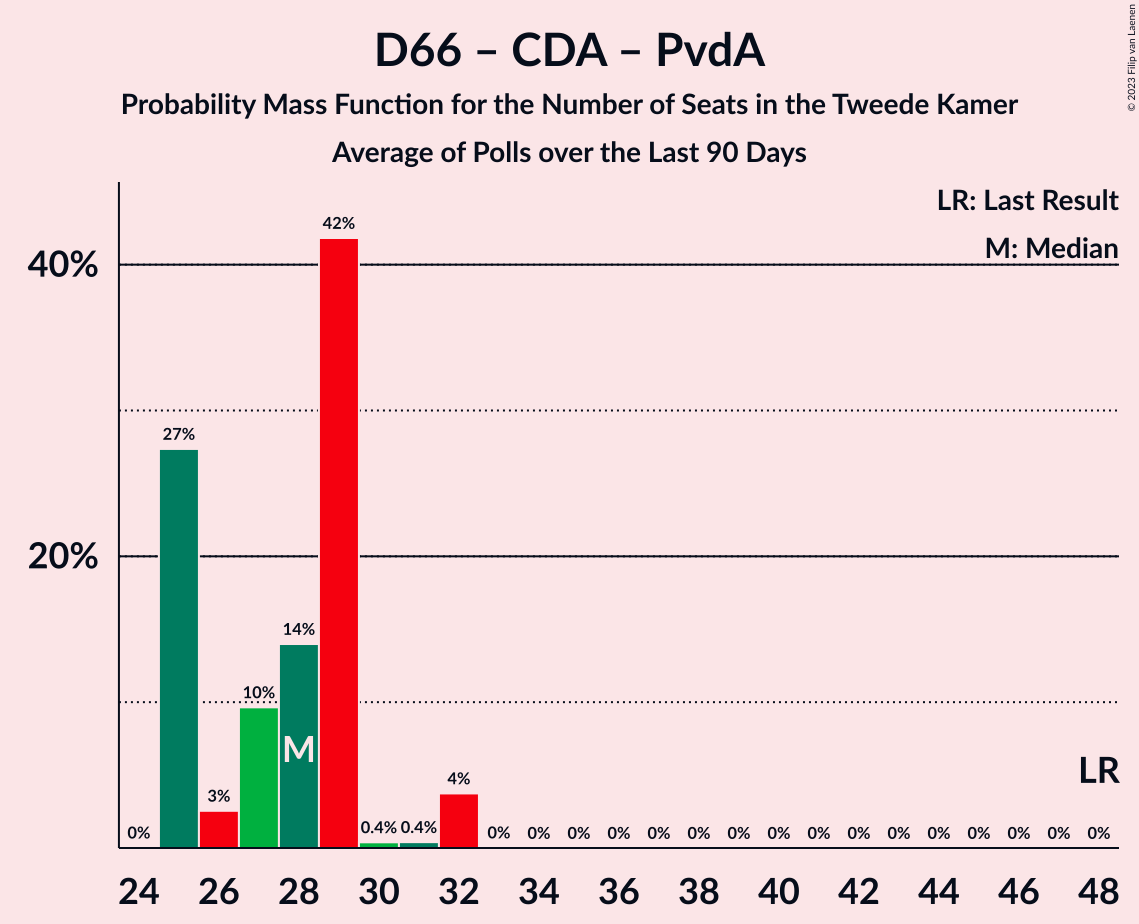 © 2023 Filip van Laenen
D66 – CDA – PvdA
Probability Mass Function for the Number of Seats in the Tweede Kamer
Average of Polls over the Last 90 Days
LR: Last Result
M: Median
40%
20%
0% 27% 3% 10% 14% 42% 0.4% 0.4% 4% 0% 0% 0% 0% 0% 0% 0% 0% 0% 0% 0% 0% 0% 0% 0% 0%
M
LR
24 26 28 30 32 34 36 38 40 42 44 46 48